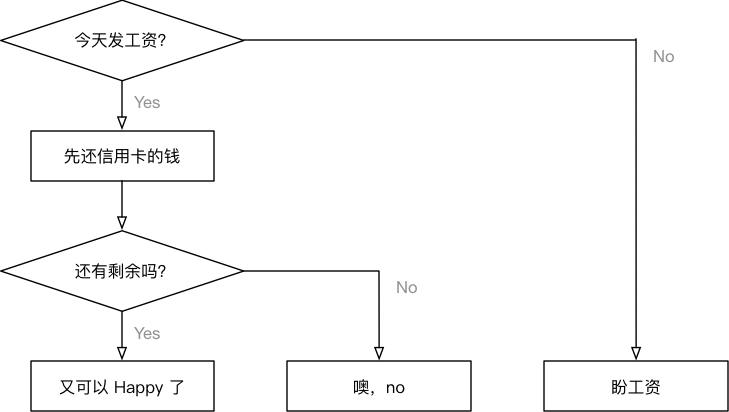 今天发工资?
No
Yes
先还信用卡的钱
还有剩余吗?
No
Yes
又可以 Happy 了
噢，no
盼工资